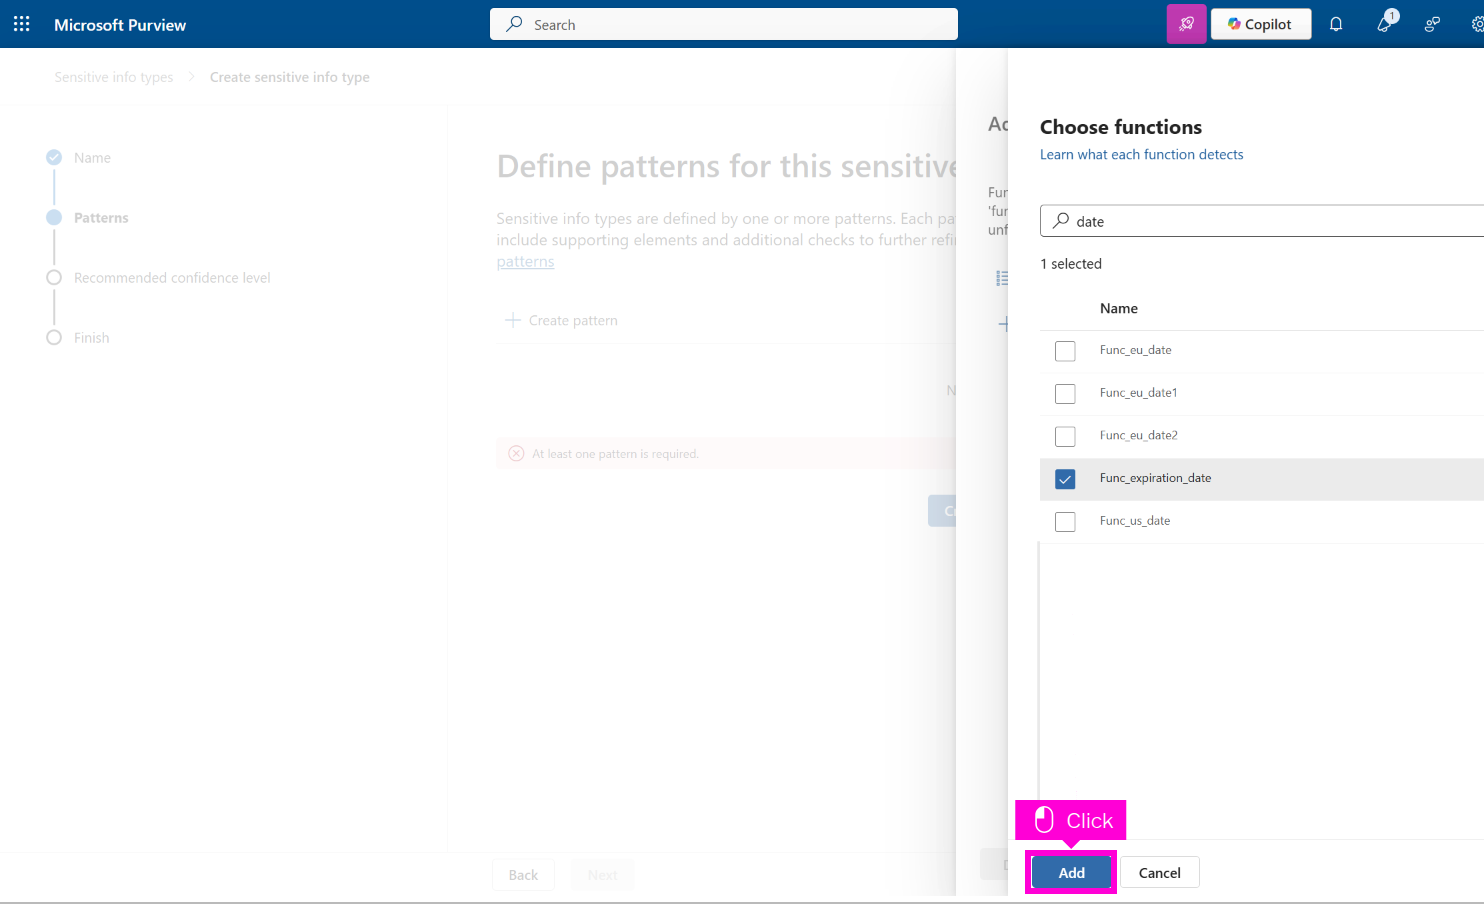 Microsoft Purview
Search
1
Copilot
Sensitive info types > Create sensitive info type
Name
Patterns
Recommended confidence level
Finish
Define patterns for this sensitive
Sensitive info types are defined by one or more patterns. Each pa
include supporting elements and additional checks to further refi
patterns
Create pattern
At least one pattern is required.
Back
Next
Fun
'fun
unf
Choose functions
Learn what each function detects
date
1 selected
Name
Func_eu_date
Func_eu_date1
Func_eu_date2
Func_expiration_date
Func_us_date
Click
Add
Cancel